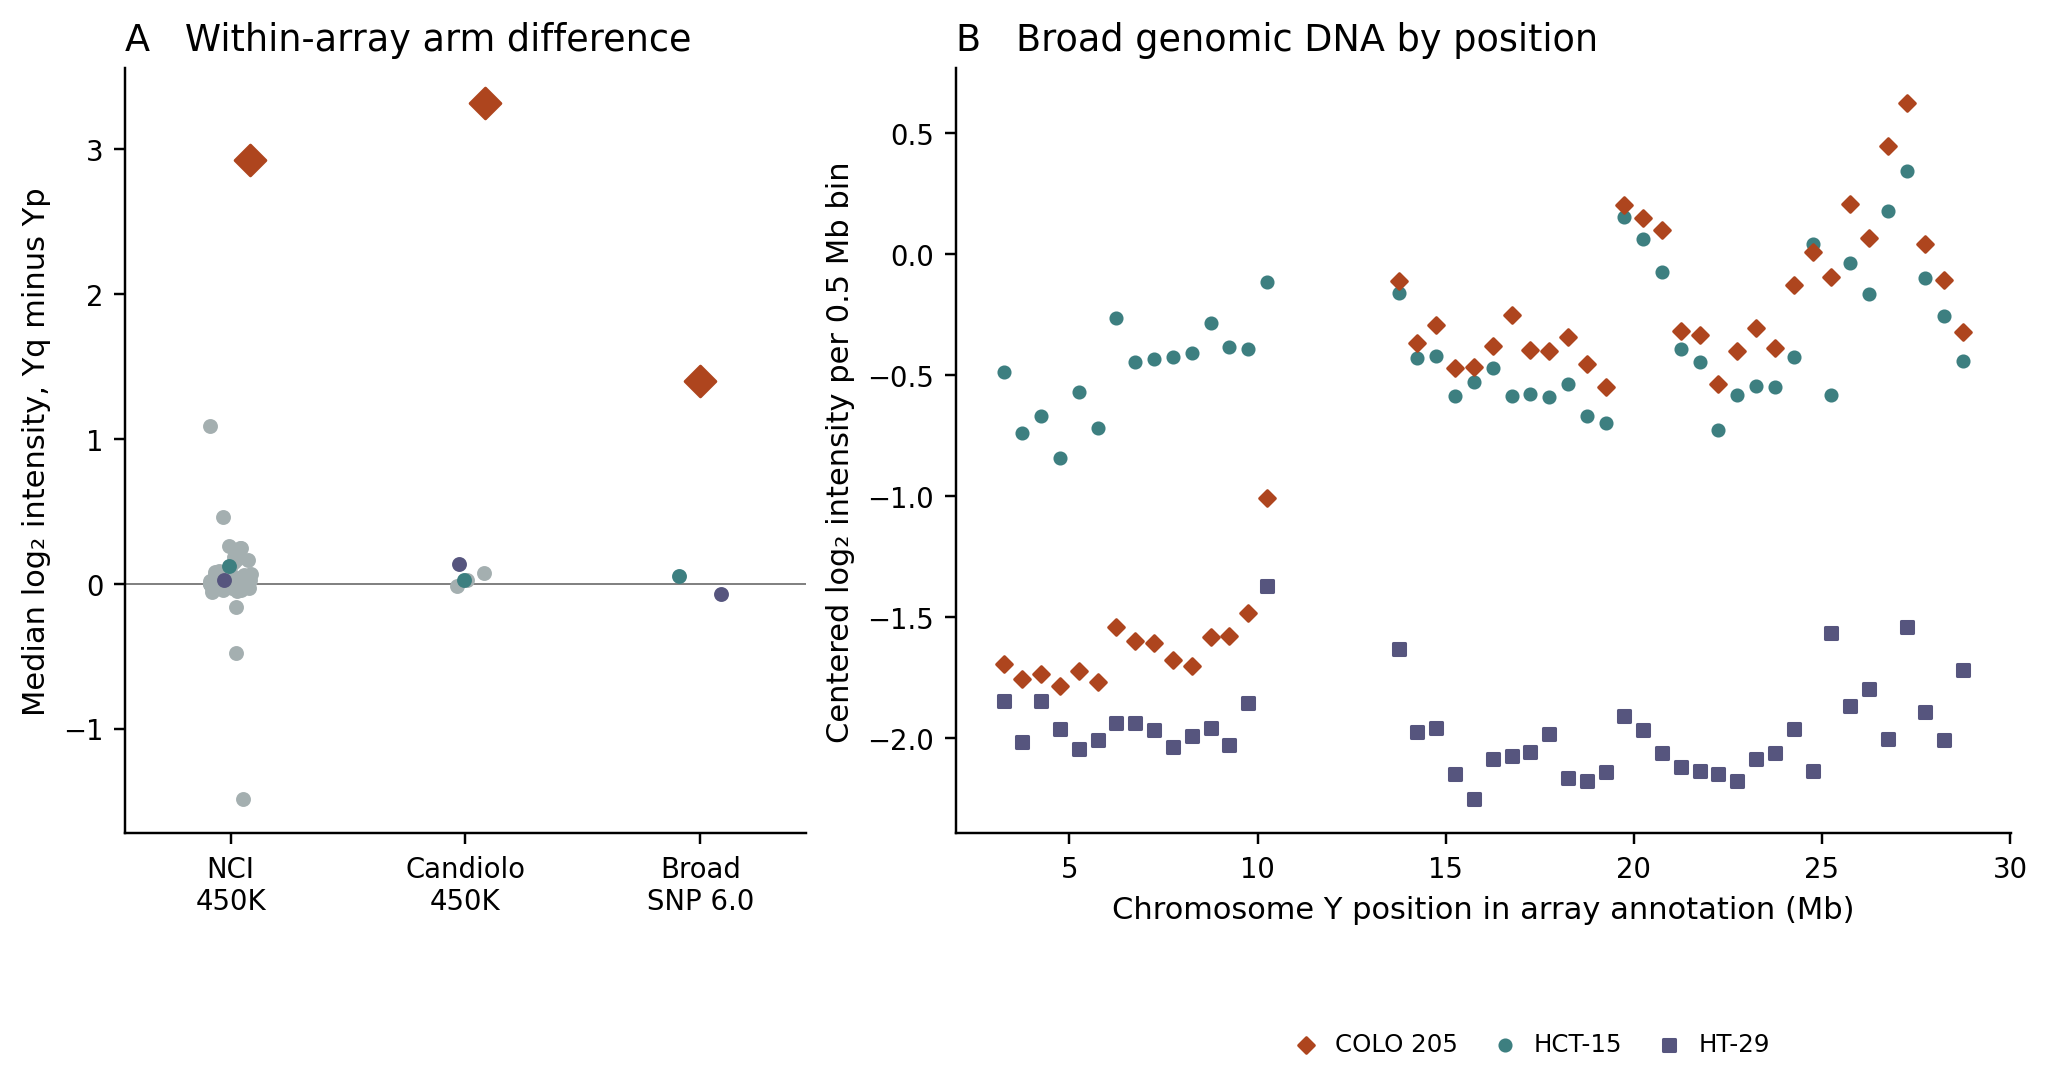 A Within-array arm difference
Median log₂ intensity, Yq minus Yp
3
2
1
0
−1
NCI
450K
Candiolo
450K
Broad
SNP 6.0
B Broad genomic DNA by position
Centered log₂ intensity per 0.5 Mb bin
0.5
0.0
−0.5
−1.0
−1.5
−2.0
5
10
15
20
25
30
Chromosome Y position in array annotation (Mb)
COLO 205
HCT-15
HT-29